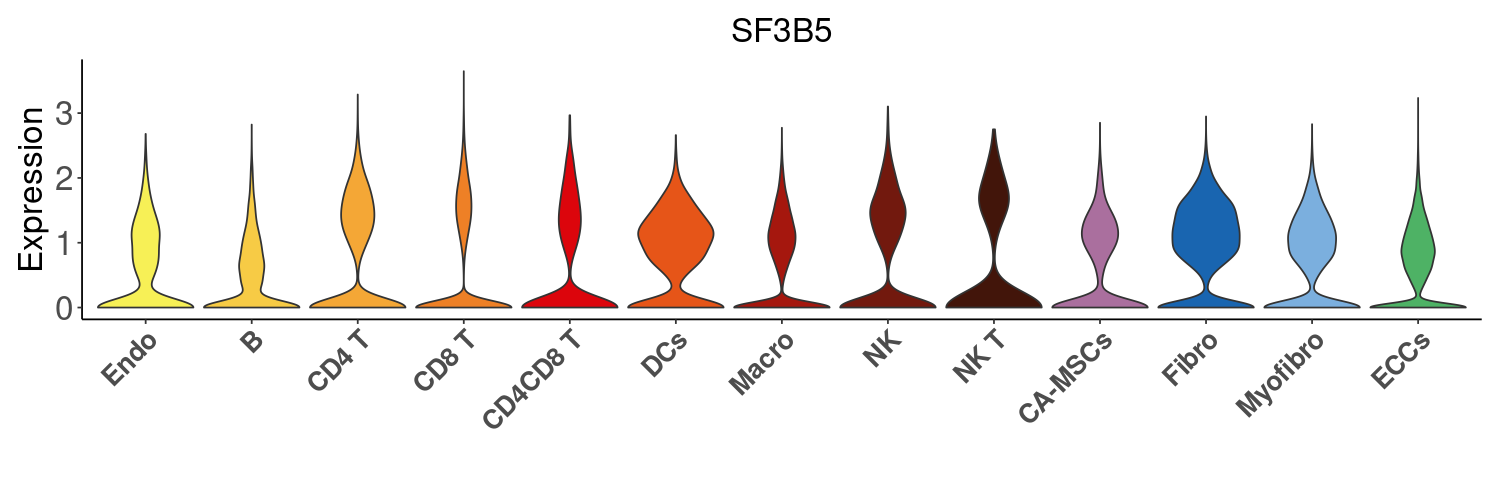 SF3B5
Expression
3
2
1
0
Endo
B
CD4 T
CD8 T
CD4CD8 T
DCs
Macro
NK
NK T
CA-MSCs
Fibro
Myofibro
ECCs